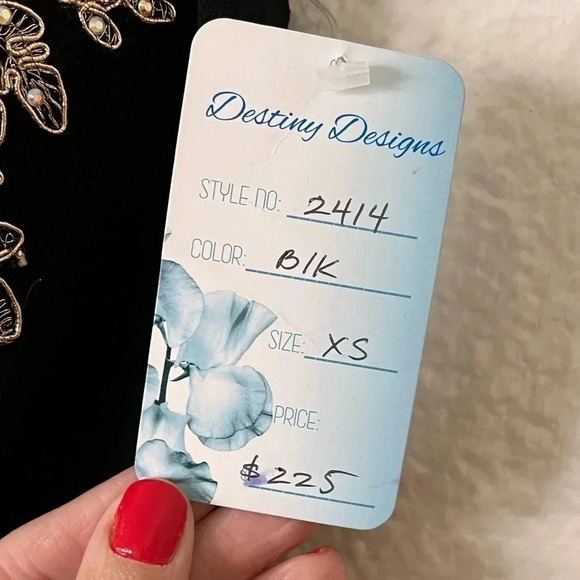 Destiny Designs
STYLE NO: 2414
COLOR: Blk
SIZE: XS
PRICE:
$225